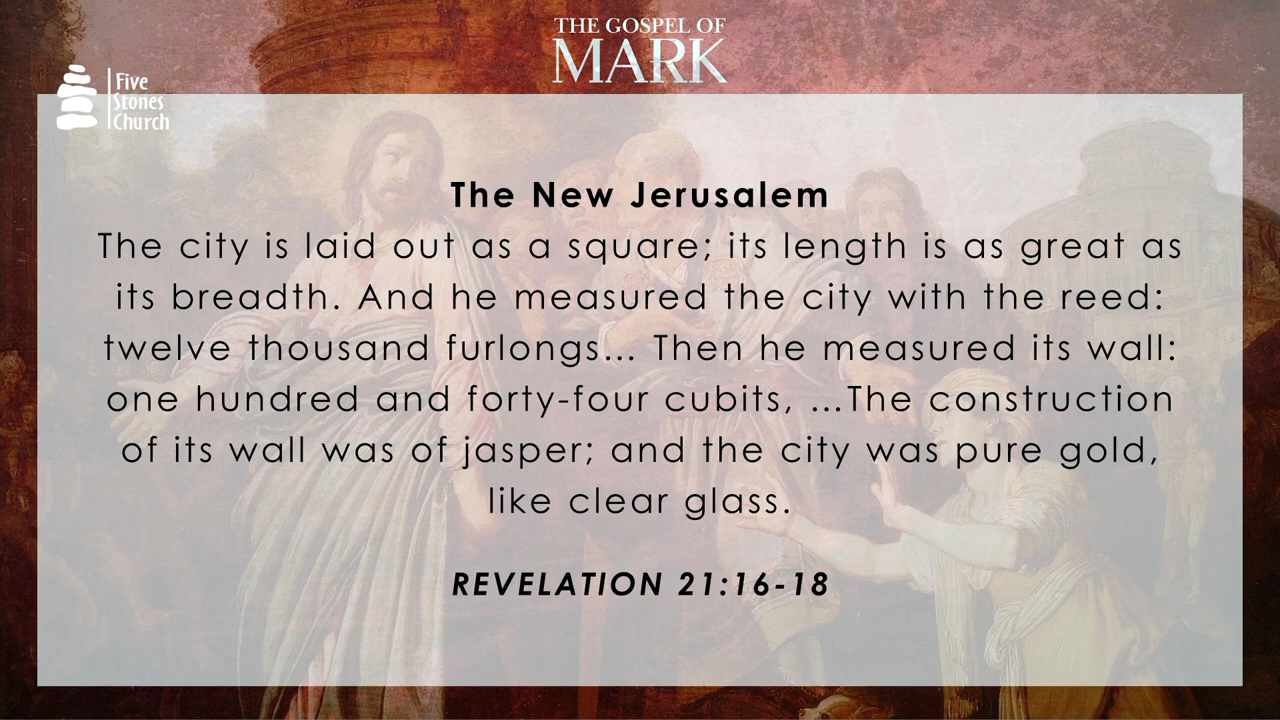 THE GOSPEL OF
MARK
Five
Stones
Church
The New Jerusalem
The city is laid out as a square; its length is as great as
its breadth. And he measured the city with the reed:
twelve thousand furlongs... Then he measured its wall:
one hundred and forty-four cubits, ...The construction
of its wall was of jasper; and the city was pure gold,
like clear glass.
REVELATION 21:16-18